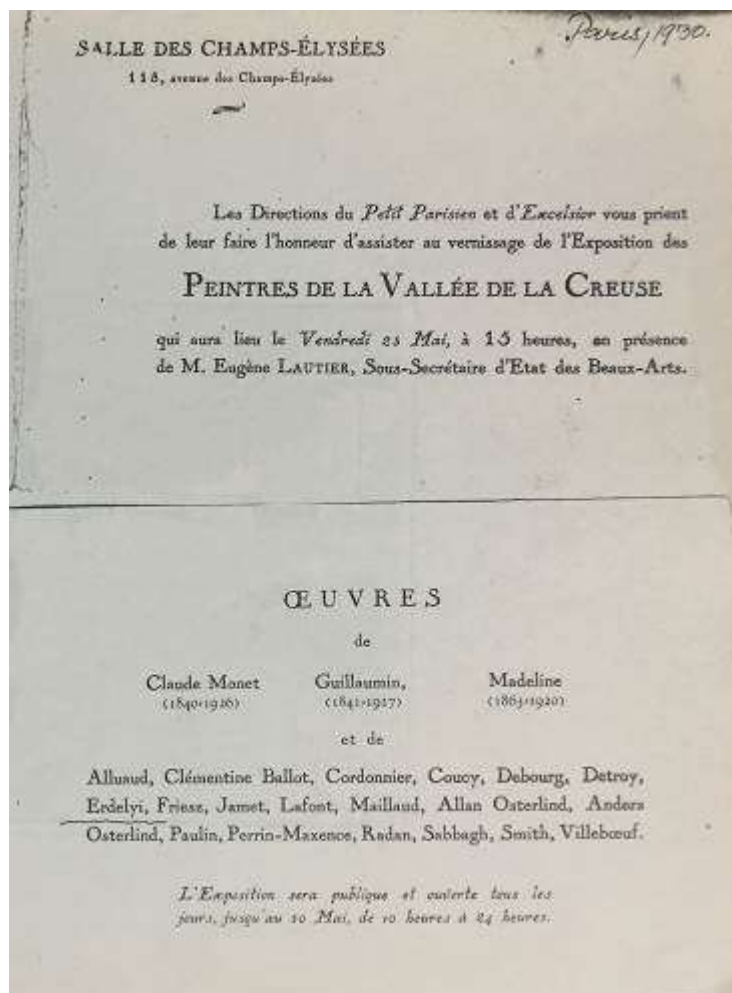 Paris, 1930.
SALLE DES CHAMPS-ÉLYSÉES
118, avenue des Champs-Élysées
Les Directions du Petit Parisien et d'Excelsior vous prient
de leur faire l'honneur d'assister au vernissage de l'Exposition des
PEINTRES DE LA VALLÉE DE LA CREUSE
qui aura lieu le Vendredi Mai, à 15 heures, en présence
de M. Eugène LAUTIER, Sous-Secrétaire d'Etat des Beaux-Arts.
ŒUVRES
de
Claude Monet Guillaumin, Madeline
(1840-1926) (1841-1927) (1863-1920)
et de
Alluaud, Clémentine Ballot, Cordonnier, Coucy, Debourg, Detroy,
Erdelyi, Friesz, Jamet, Lafont, Maillaud, Allan Osterlind, Anders
Osterlind, Paulin, Perrin-Maxence, Radan, Sabbagh, Smith, Villebœuf.
L'Exposition sera publique et ouverte tous les
jours, jusqu'au Mai, de 10 heures à 24 heures.